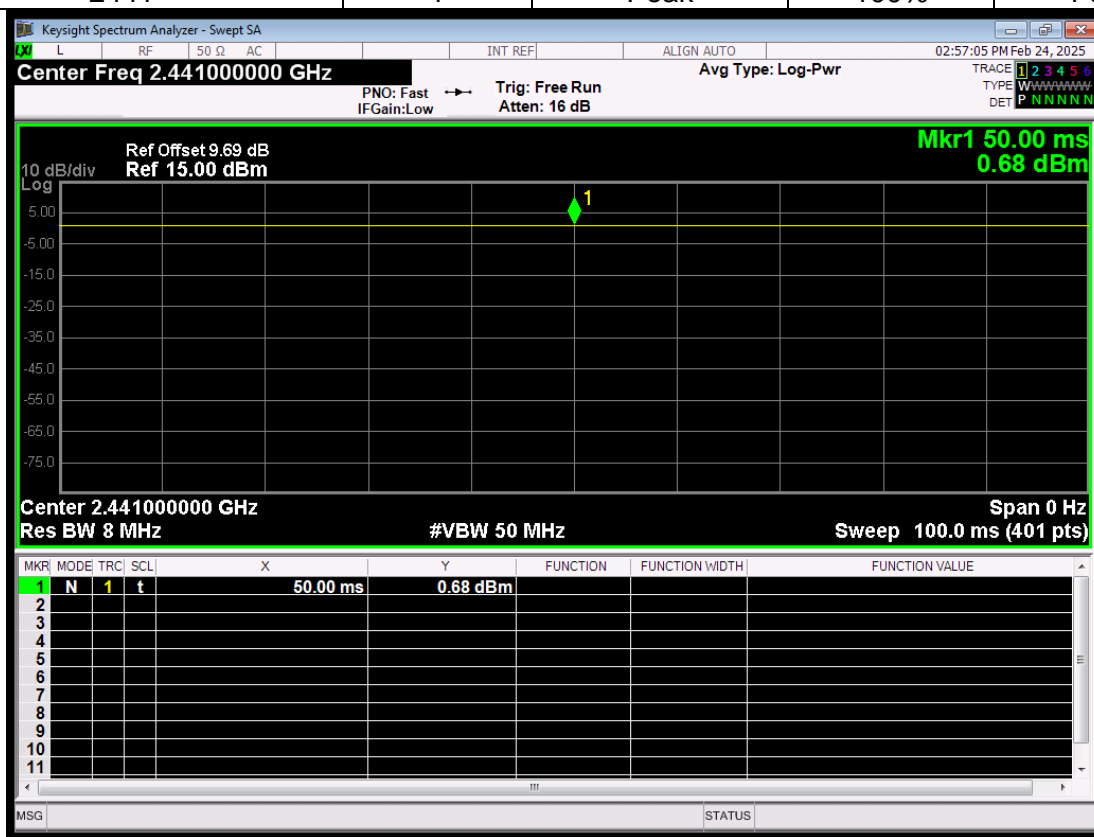 Keysight Spectrum Analyzer - Swept SA
LXI L RF 50 Ω AC INT REF ALIGN AUTO 02:57:05 PM Feb 24, 2025
Center Freq 2.441000000 GHz Avg Type: Log-Pwr TRACE 1 2 3 4 5 6
PNO: Fast Trig: Free Run TYPE WWWWWW
IFGain:Low Atten: 16 dB DET P N N N N N
Mkr1 50.00 ms
Ref Offset 9.69 dB
10 dB/div Ref 15.00 dBm 0.68 dBm
Log
1
5.00
-5.00
-15.0
-25.0
-35.0
-45.0
-55.0
-65.0
-75.0
Center 2.441000000 GHz Span 0 Hz
Res BW 8 MHz #VBW 50 MHz Sweep 100.0 ms (401 pts)
MKR MODE TRC SCL X Y FUNCTION FUNCTION WIDTH FUNCTION VALUE
1 N 1 t 50.00 ms 0.68 dBm
2
3
4
5
6
7
8
9
10
11
MSG STATUS